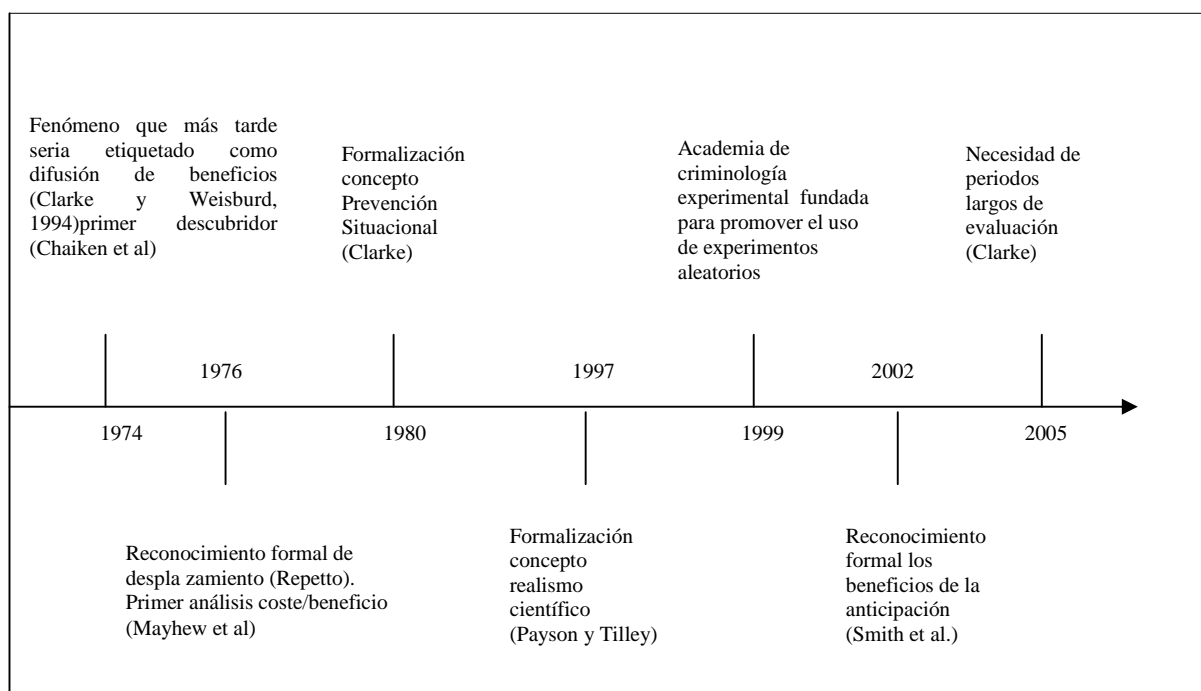 Fenómeno que más tarde
seria etiquetado como
difusión de beneficios
(Clarke y Weisburd,
1994)primer descubridor
(Chaiken et al)
Formalización
concepto
Prevención
Situacional
(Clarke)
Academia de
criminología
experimental fundada
para promover el uso
de experimentos
aleatorios
Necesidad de
periodos
largos de
evaluación
(Clarke)
1976
1997
2002
1974
1980
1999
2005
Reconocimiento formal de
despla zamiento (Repetto).
Primer análisis coste/beneficio
(Mayhew et al)
Formalización
concepto
realismo
científico
(Payson y Tilley)
Reconocimiento
formal los
beneficios de la
anticipación
(Smith et al.)